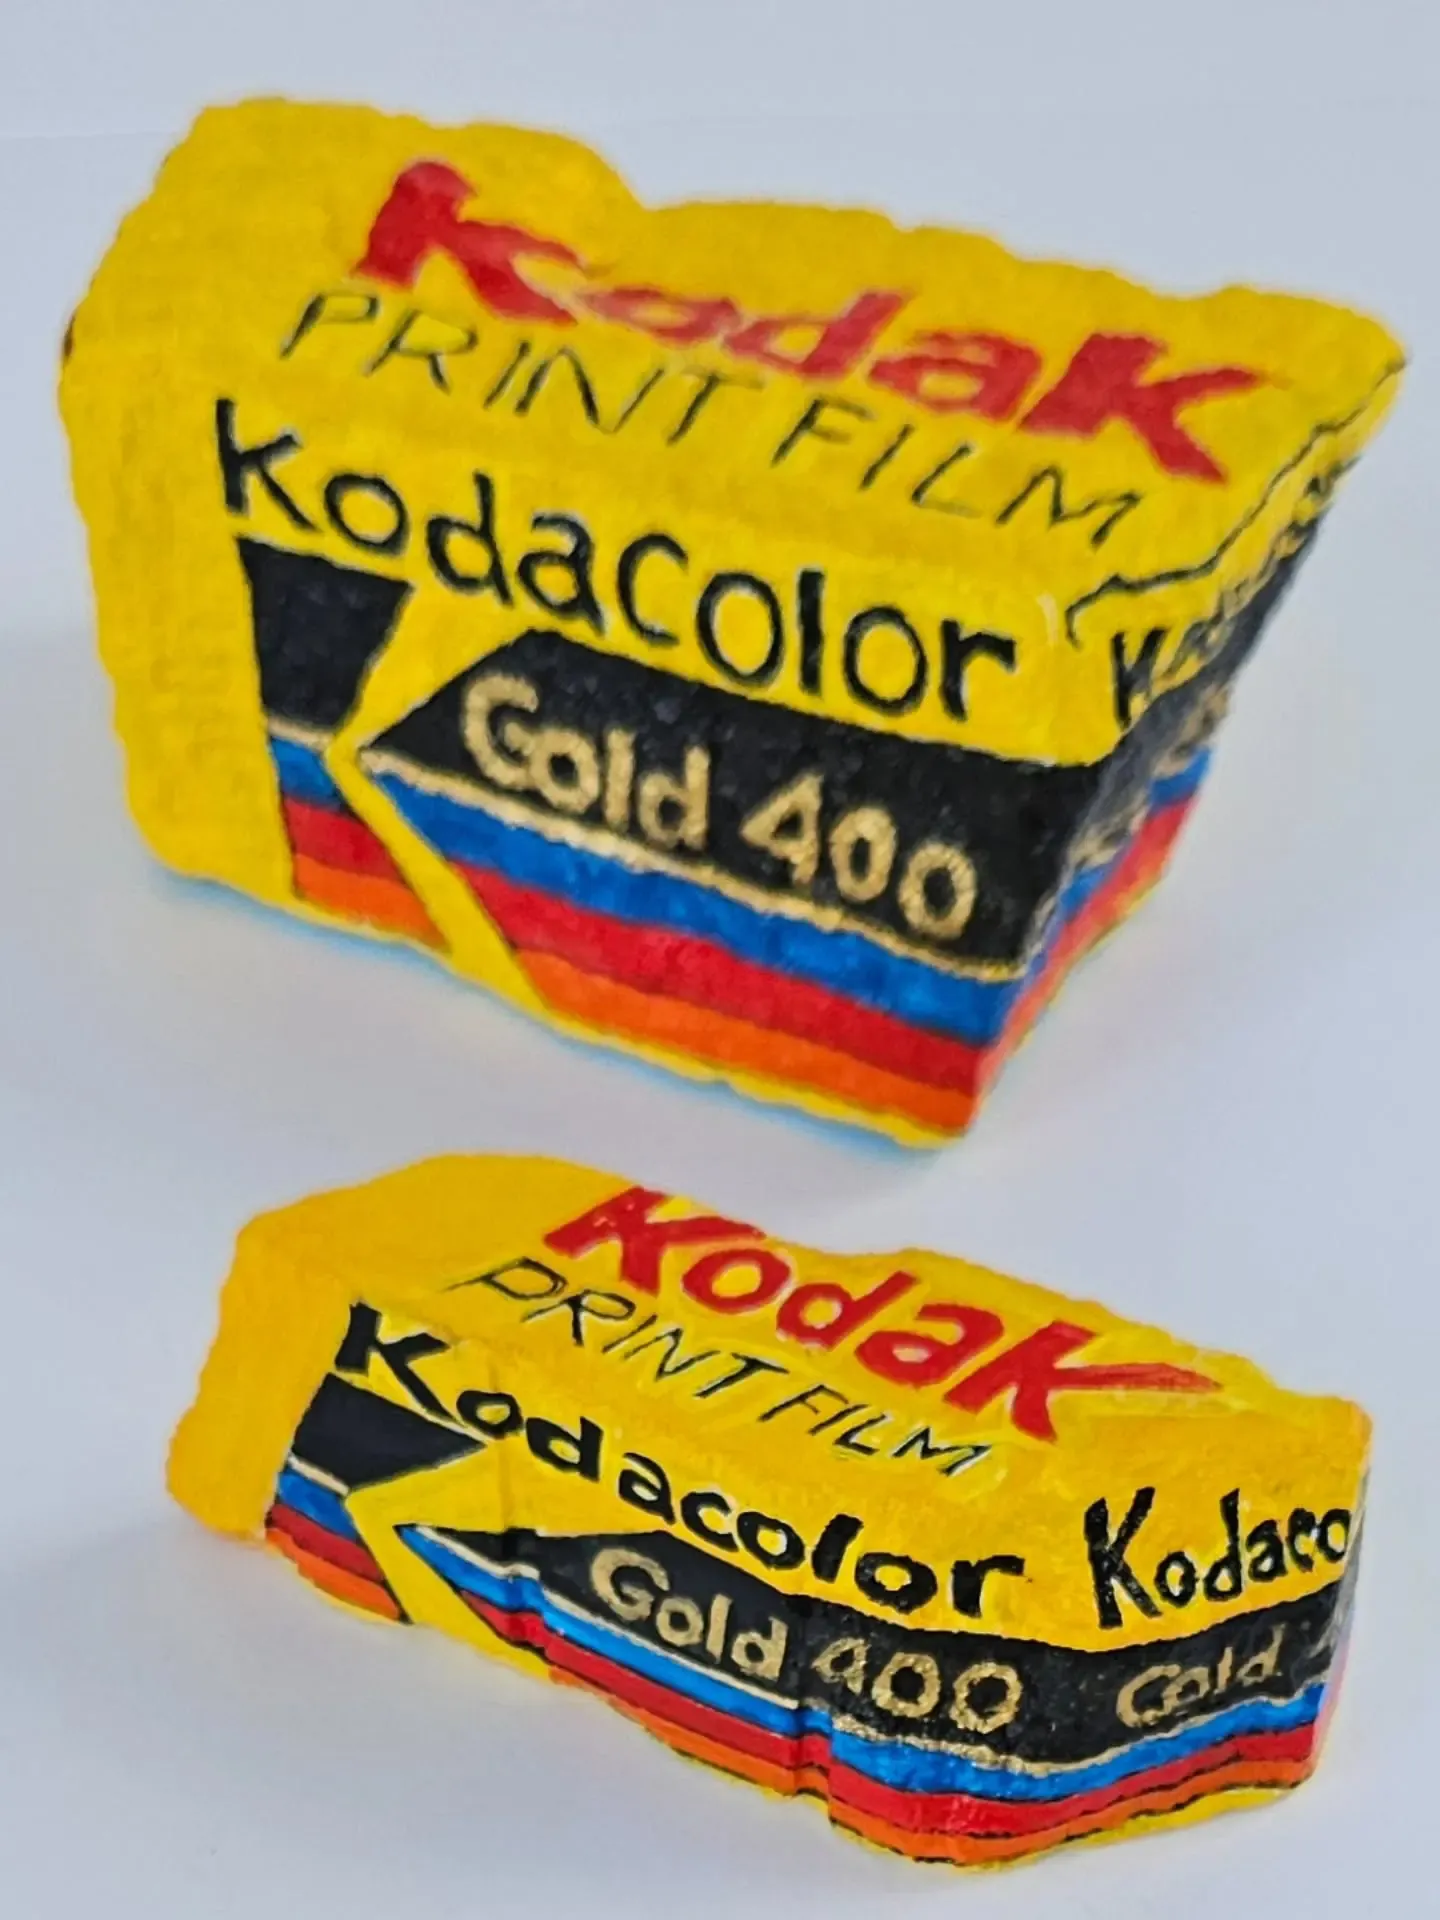 Kodak
PRINT FILM
Kodacolor
Gold 400
Kodak
PRINT FILM
Kodacolor
Kodaco
Gold 400
Gold